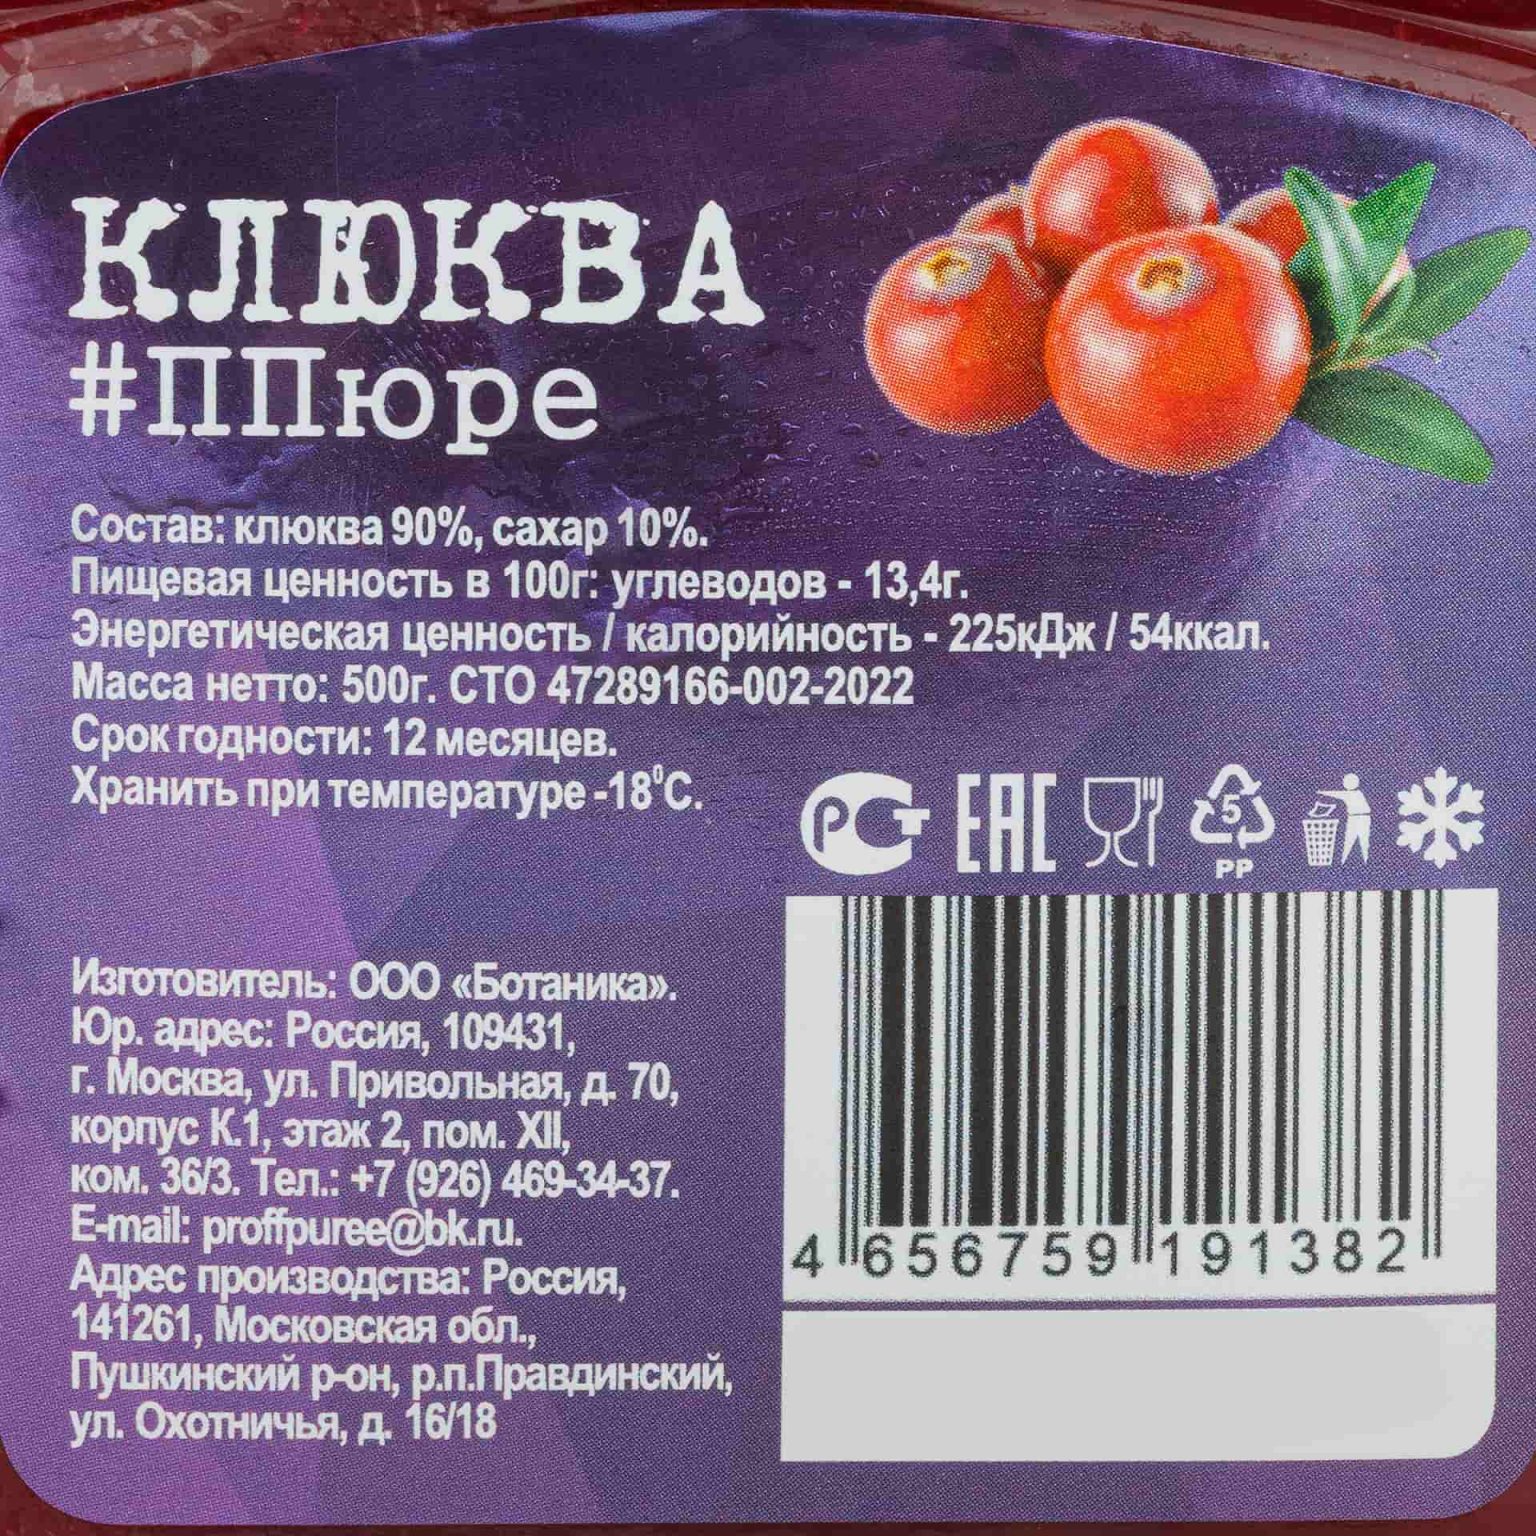 КЛЮКВА
#ППюре
Состав: клюква 90%, сахар 10%.
Пищевая ценность в 100г: углеводов - 13,4г.
Энергетическая ценность / калорийность - 225кДж / 54ккал.
Масса нетто: 500г. СТО 47289166-002-2022
Срок годности: 12 месяцев.
Хранить при температуре -18⁰С.
РСТ EAC 5
PP
Изготовитель: ООО «Ботаника».
Юр. адрес: Россия, 109431,
г. Москва, ул. Привольная, д. 70,
корпус К.1, этаж 2, пом. XII,
ком. 36/3. Тел.: +7 (926) 469-34-37.
E-mail: proffpuree@bk.ru.
Адрес производства: Россия,
141261, Московская обл.,
Пушкинский р-он, р.п.Правдинский,
ул. Охотничья, д. 16/18
4 656759 191382